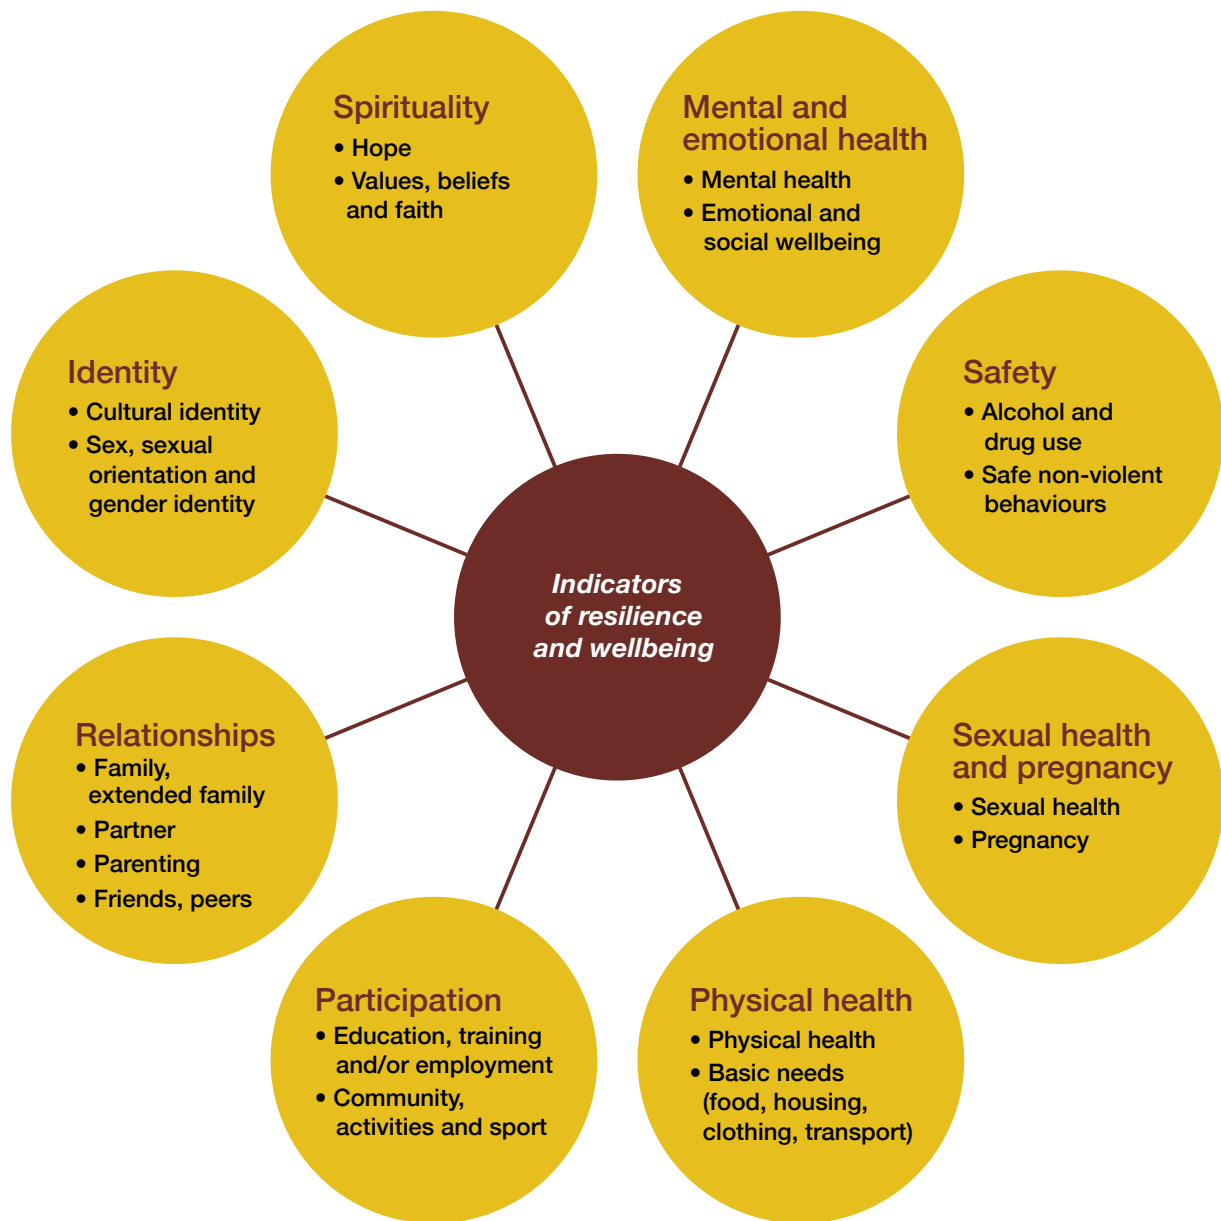 Spirituality
• Hope
• Values, beliefs
and faith
Mental and
emotional health
• Mental health
• Emotional and
social wellbeing
Identity
• Cultural identity
• Sex, sexual
orientation and
gender identity
Safety
• Alcohol and
drug use
• Safe non-violent
behaviours
Indicators
of resilience
and wellbeing
Relationships
• Family,
extended family
• Partner
• Parenting
• Friends, peers
Sexual health
and pregnancy
• Sexual health
• Pregnancy
Participation
• Education, training
and/or employment
• Community,
activities and sport
Physical health
• Physical health
• Basic needs
(food, housing,
clothing, transport)